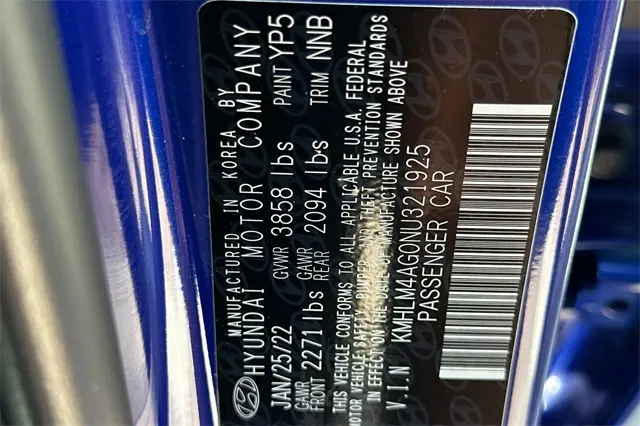 MANUFACTURED IN KOREA BY
HYUNDAI MOTOR COMPANY
JAN/25/22 GVWR 3858 lbs PAINT YP5
GAWR FRONT 2271 lbs GAWR REAR 2094 lbs TRIM NNB
THIS VEHICLE CONFORMS TO ALL APPLICABLE U.S.A. FEDERAL
MOTOR VEHICLE SAFETY, BUMPER, AND THEFT PREVENTION STANDARDS
IN EFFECT ON THE DATE OF MANUFACTURE SHOWN ABOVE
V.I.N KMHLM4AG0NU321925
PASSENGER CAR